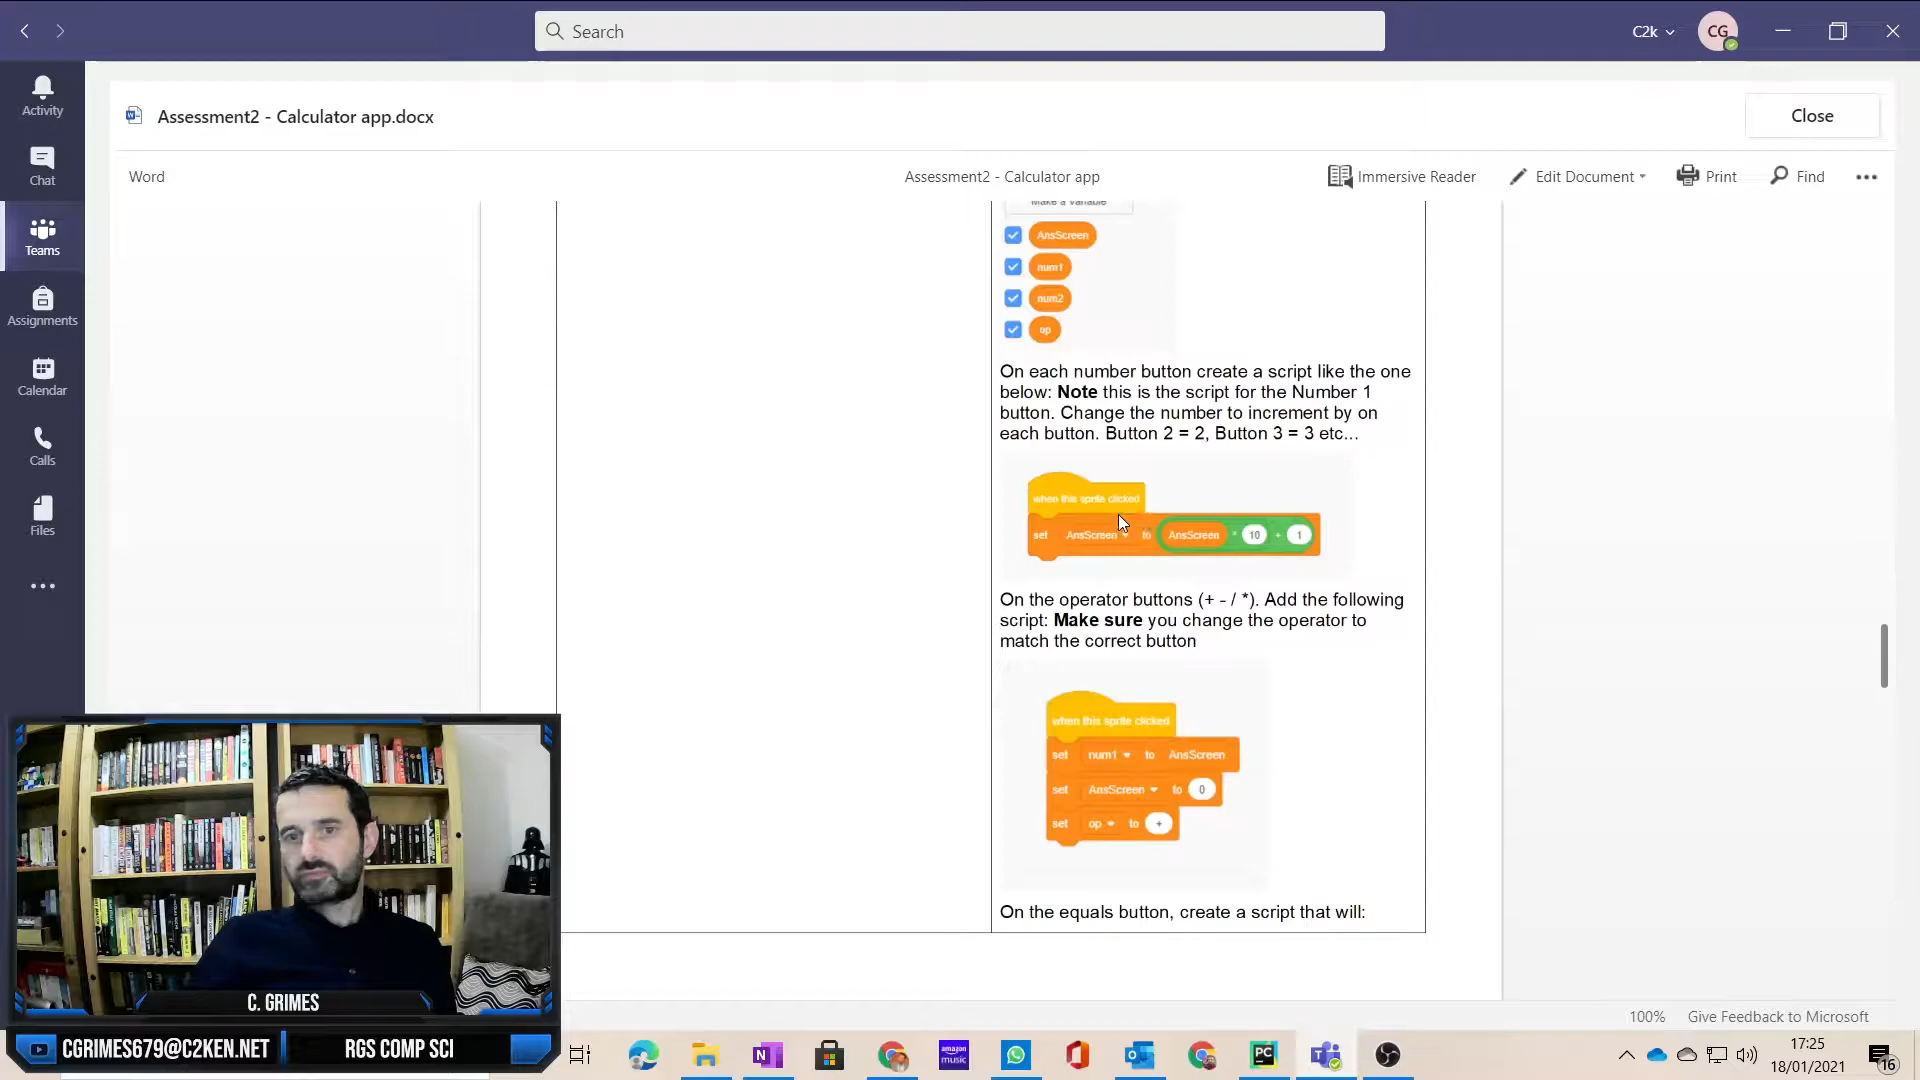 Search
C2k
CG
Activity
Chat
Teams
Assignments
Calendar
Calls
Files
Assessment2 - Calculator app.docx
Close
Word
Assessment2 - Calculator app
Immersive Reader
Edit Document
Print
Find
Make a Variable
AnsScreen
num1
num2
op
On each number button create a script like the one
below: Note this is the script for the Number 1
button. Change the number to increment by on
each button. Button 2 = 2, Button 3 = 3 etc...
when this sprite clicked
set AnsScreen to AnsScreen * 10 + 1
On the operator buttons (+ - / *). Add the following
script: Make sure you change the operator to
match the correct button
when this sprite clicked
set num1 to AnsScreen
set AnsScreen to 0
set op to +
On the equals button, create a script that will:
C. GRIMES
CGRIMES679@C2KEN.NET
RGS COMP SCI
100%
Give Feedback to Microsoft
amazon
music
PC
17:25
18/01/2021
16